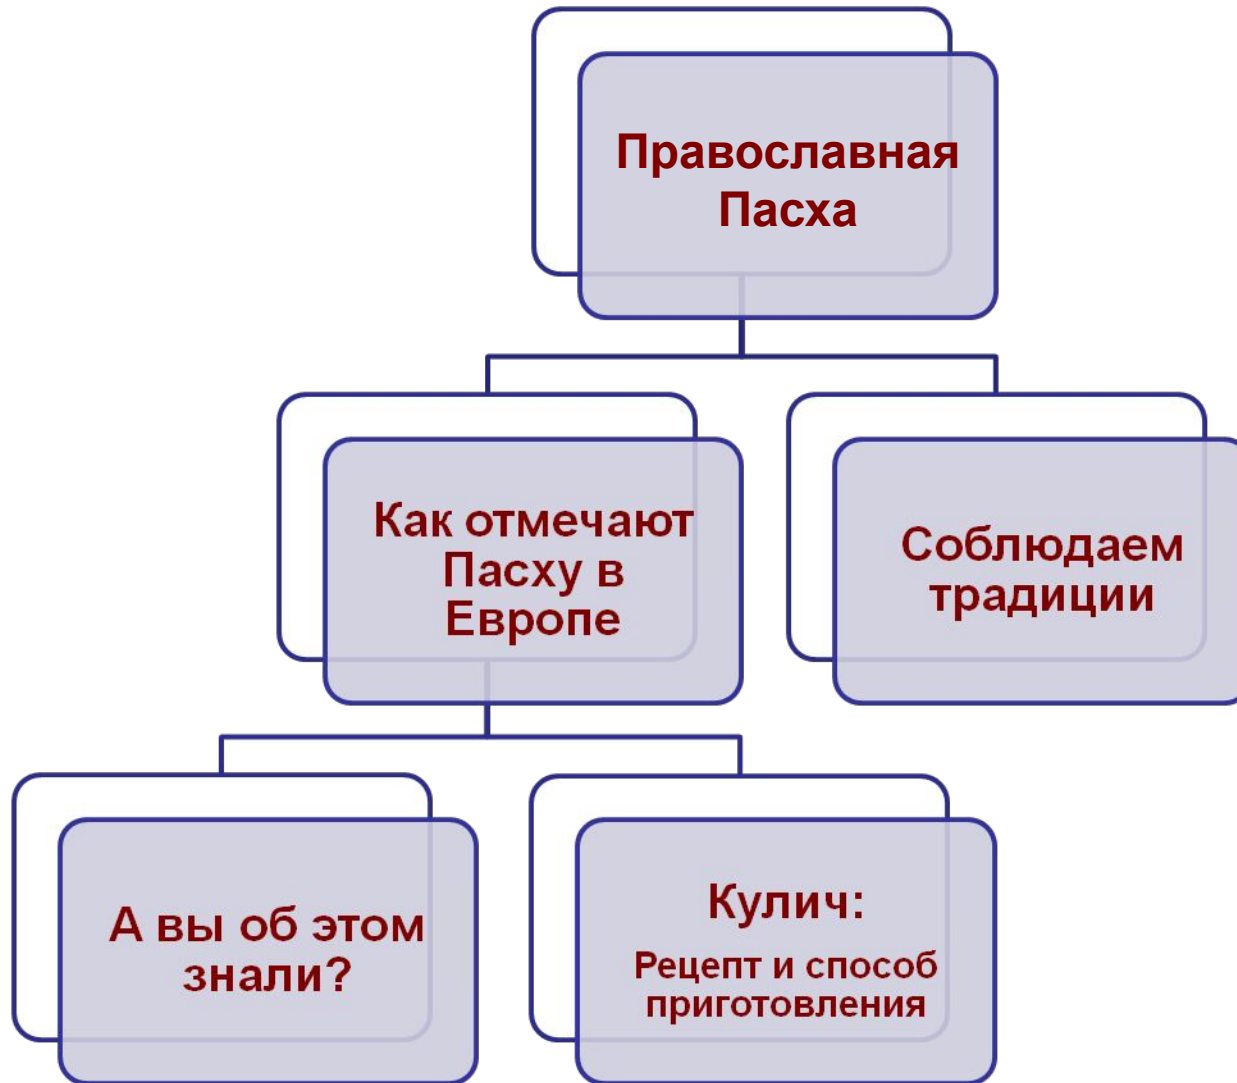 Православная
Пасха
Как отмечают
Пасху в
Европе
Соблюдаем
традиции
А вы об этом
знали?
Кулич:
Рецепт и способ
приготовления